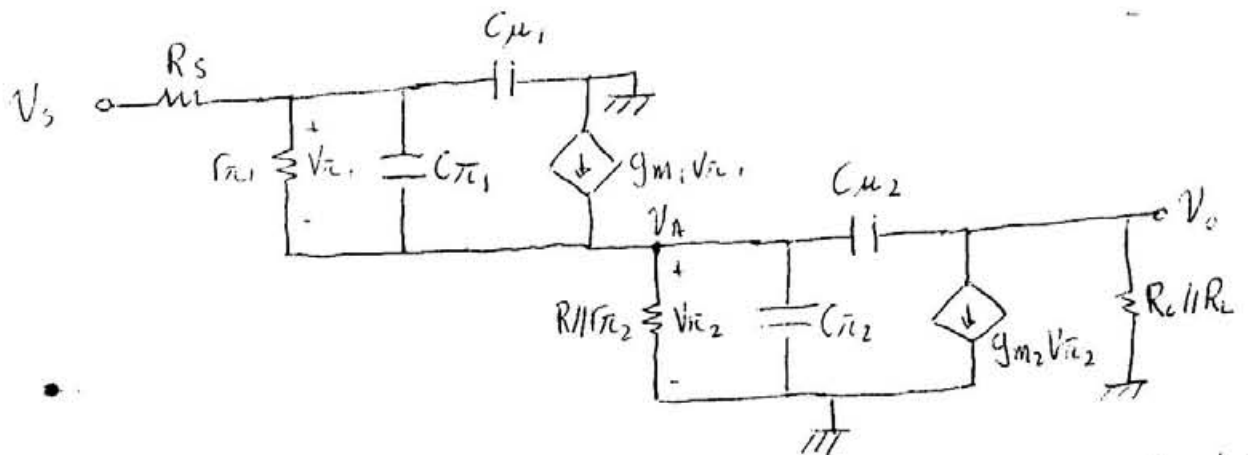 Cμ₁
Rs
Vs
rπ₁
+
Vπ₁
-
Cπ₁
gm₁Vπ₁
Cμ₂
VA
Vo
+
R//rπ₂
Vπ₂
-
Cπ₂
gm₂Vπ₂
Rc//RL